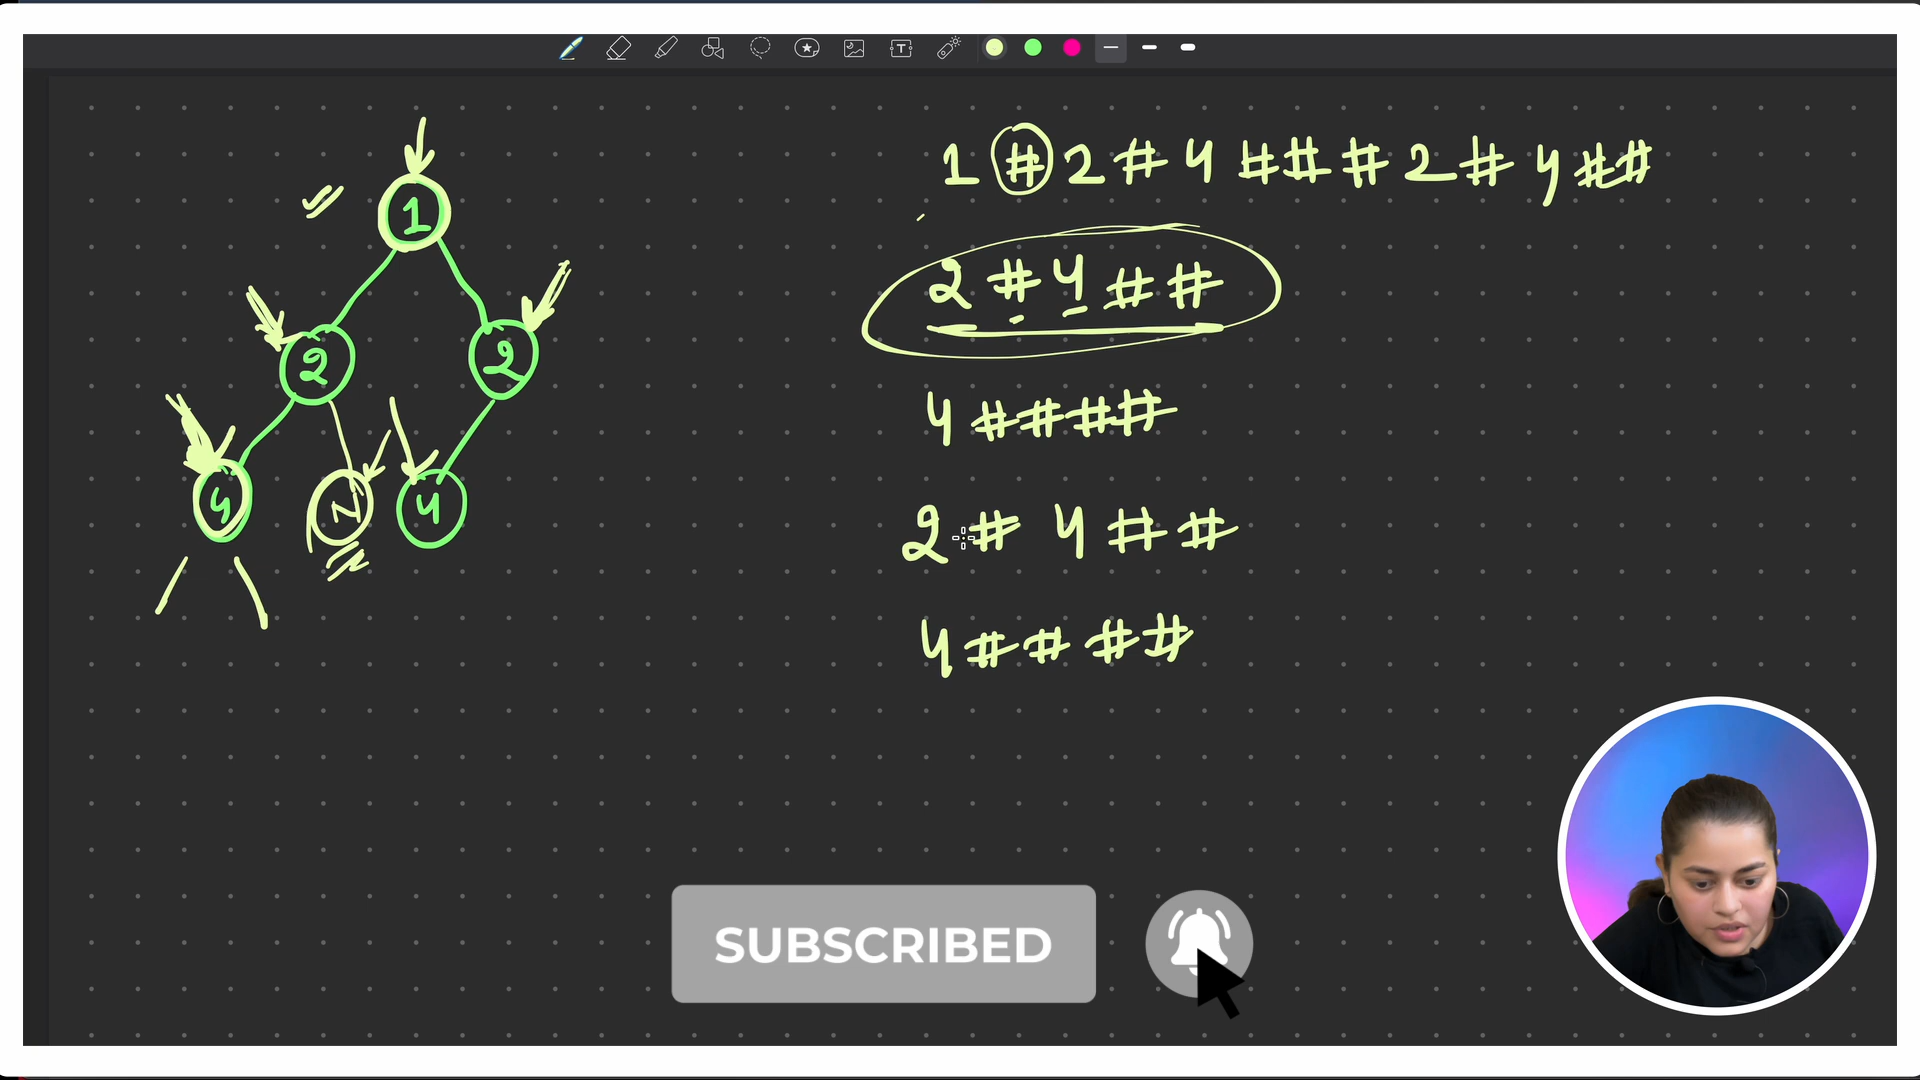 1 # 2 # 4 # # # 2 # 4 # #
2 # 4 # #
4 # # # #
2 # 4 # #
4 # # # #
1
2 2
4 N 4
SUBSCRIBED